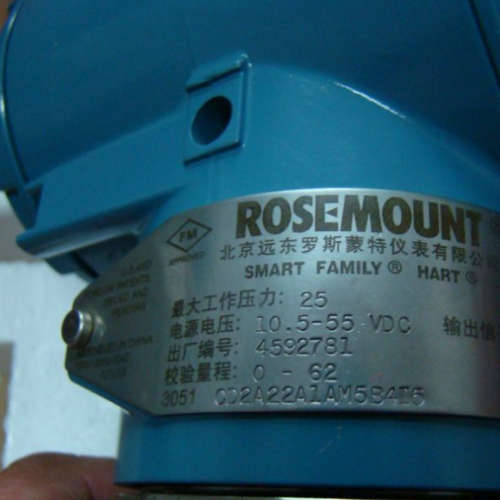 ROSEMOUNT
FM
APPROVED
北京远东罗斯蒙特仪表有限公
SMART FAMILY ® HART ®
最大工作压力: 25
电源电压: 10.5-55 VDC 输出信
出厂编号: 4592781
校验量程: 0 - 62
3051 CD2A22A1AM5B4I6